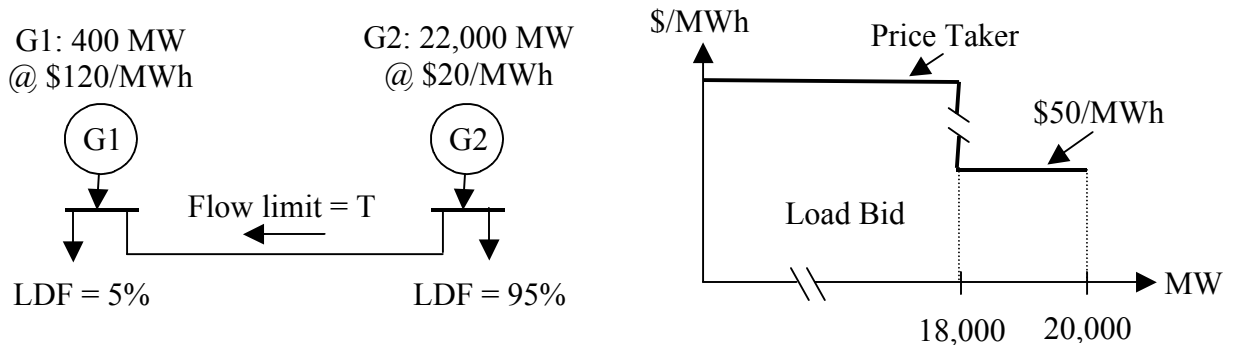 G1: 400 MW
@ $120/MWh
G2: 22,000 MW
@ $20/MWh
G1
G2
Flow limit = T
LDF = 5%
LDF = 95%
$/MWh
Price Taker
$50/MWh
Load Bid
MW
18,000
20,000